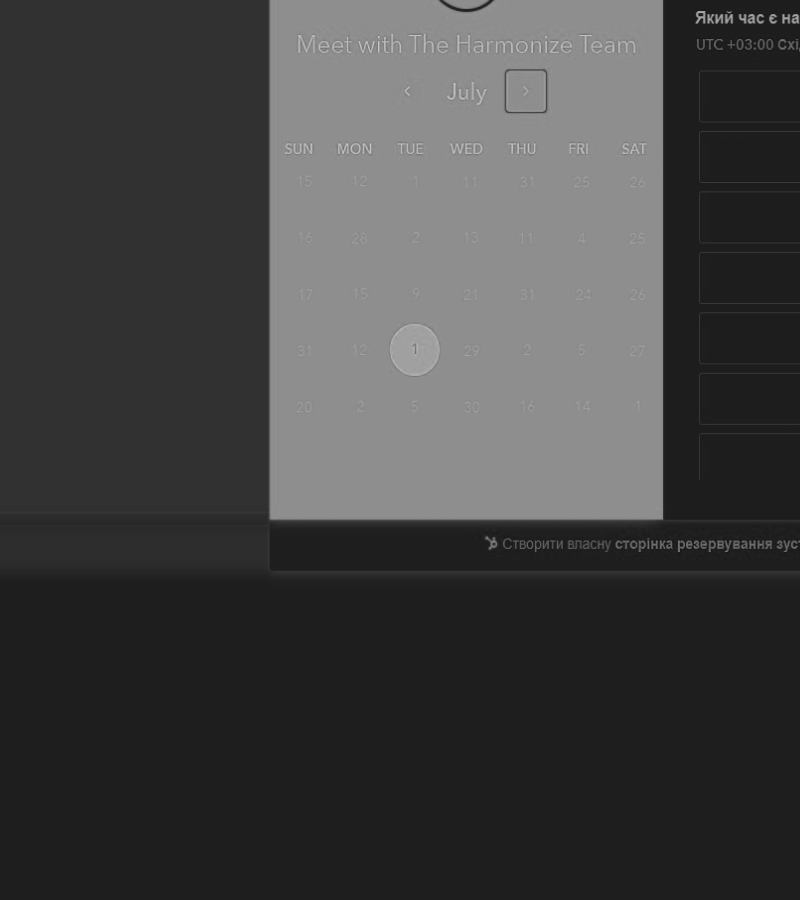 Meet with The Harmonize Team
July
SUN MON TUE WED THU FRI SAT
15 12 1 11 31 25 26
16 28 2 13 11 4 25
17 15 9 21 31 24 26
31 12 1 29 2 5 27
20 2 5 30 16 14 1
Який час є на
UTC +03:00 Схі
Створити власну сторінка резервування зус